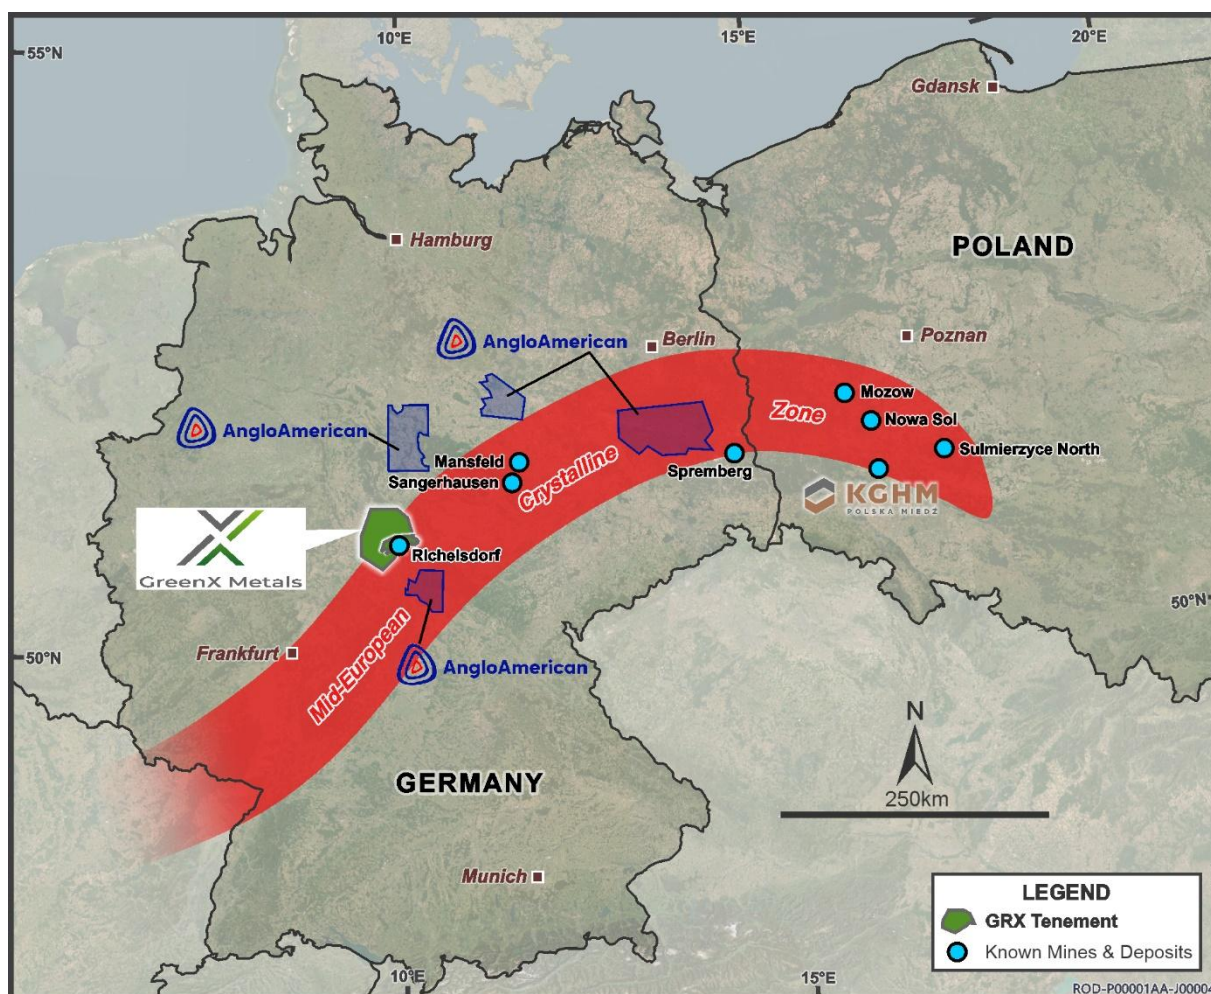 10°E
15°E
20°E
55°N
Gdansk
Hamburg
POLAND
AngloAmerican
Berlin
Poznan
Mozow
Zone
Nowa Sol
AngloAmerican
Sulmierzyce North
Mansfeld
Spremberg
Sangerhausen
Crystalline
KGHM
POLSKA MIEDŹ
GreenX Metals
Richelsdorf
50°N
50°N
Frankfurt
Mid-European
AngloAmerican
N
GERMANY
250km
Munich
LEGEND
GRX Tenement
Known Mines & Deposits
10°E
15°E
ROD-P00001AA-J00004